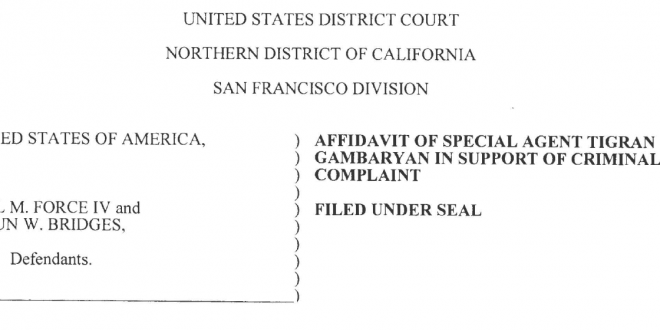 UNITED STATES DISTRICT COURT
NORTHERN DISTRICT OF CALIFORNIA
SAN FRANCISCO DIVISION
ED STATES OF AMERICA, ) AFFIDAVIT OF SPECIAL AGENT TIGRAN
) GAMBARYAN IN SUPPORT OF CRIMINAL
) COMPLAINT
)
L M. FORCE IV and ) FILED UNDER SEAL
UN W. BRIDGES, )
)
Defendants. )
)
)